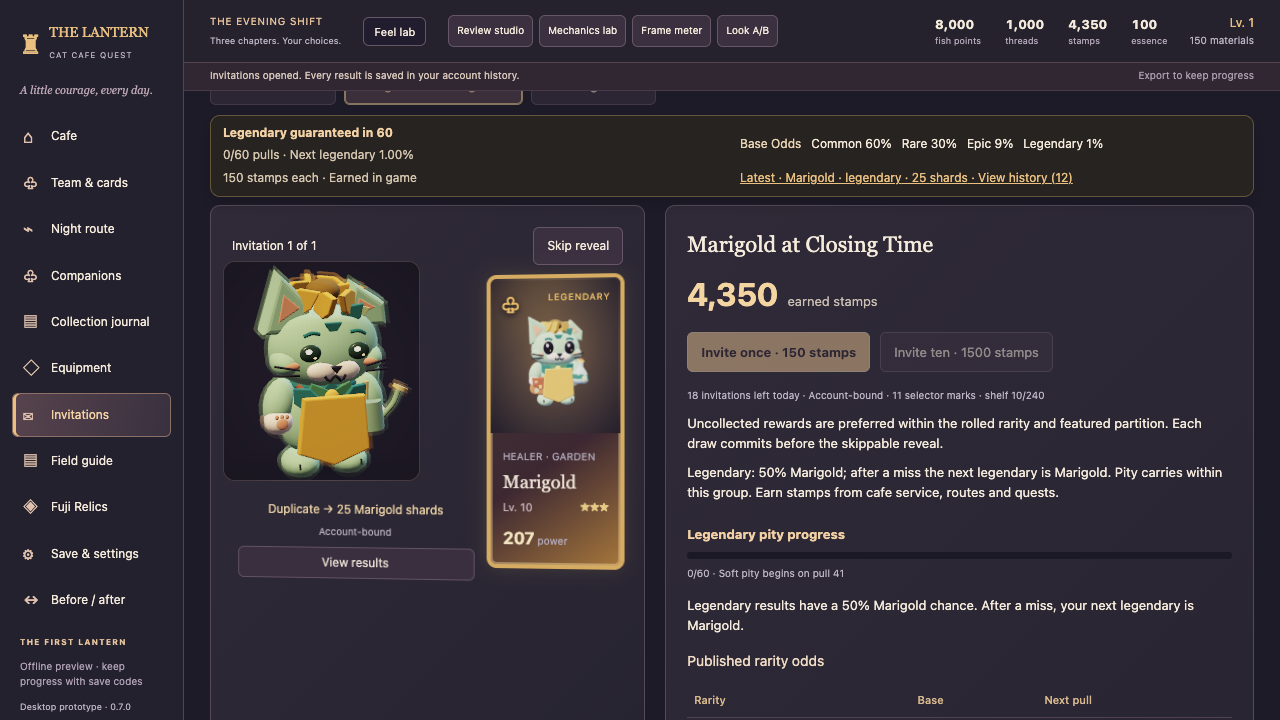 THE LANTERN
CAT CAFE QUEST
A little courage, every day.
Cafe
Team & cards
Night route
Companions
Collection journal
Equipment
Invitations
Field guide
Fuji Relics
Save & settings
Before / after
THE FIRST LANTERN
Offline preview · keep
progress with save codes
Desktop prototype · 0.7.0
THE EVENING SHIFT
Three chapters. Your choices.
Feel lab
Review studio
Mechanics lab
Frame meter
Look A/B
8,000
fish points
1,000
threads
4,350
stamps
100
essence
Lv. 1
150 materials
Invitations opened. Every result is saved in your account history.
Export to keep progress
Legendary guaranteed in 60
0/60 pulls · Next legendary 1.00%
150 stamps each · Earned in game
Base Odds Common 60% Rare 30% Epic 9% Legendary 1%
Latest · Marigold · legendary · 25 shards · View history (12)
Invitation 1 of 1
Skip reveal
LEGENDARY
HEALER · GARDEN
Marigold
Lv. 10 ★★★
207 power
Duplicate → 25 Marigold shards
Account-bound
View results
Marigold at Closing Time
4,350 earned stamps
Invite once · 150 stamps
Invite ten · 1500 stamps
18 invitations left today · Account-bound · 11 selector marks · shelf 10/240
Uncollected rewards are preferred within the rolled rarity and featured partition. Each
draw commits before the skippable reveal.
Legendary: 50% Marigold; after a miss the next legendary is Marigold. Pity carries within
this group. Earn stamps from cafe service, routes and quests.
Legendary pity progress
0/60 · Soft pity begins on pull 41
Legendary results have a 50% Marigold chance. After a miss, your next legendary is
Marigold.
Published rarity odds
Rarity Base Next pull